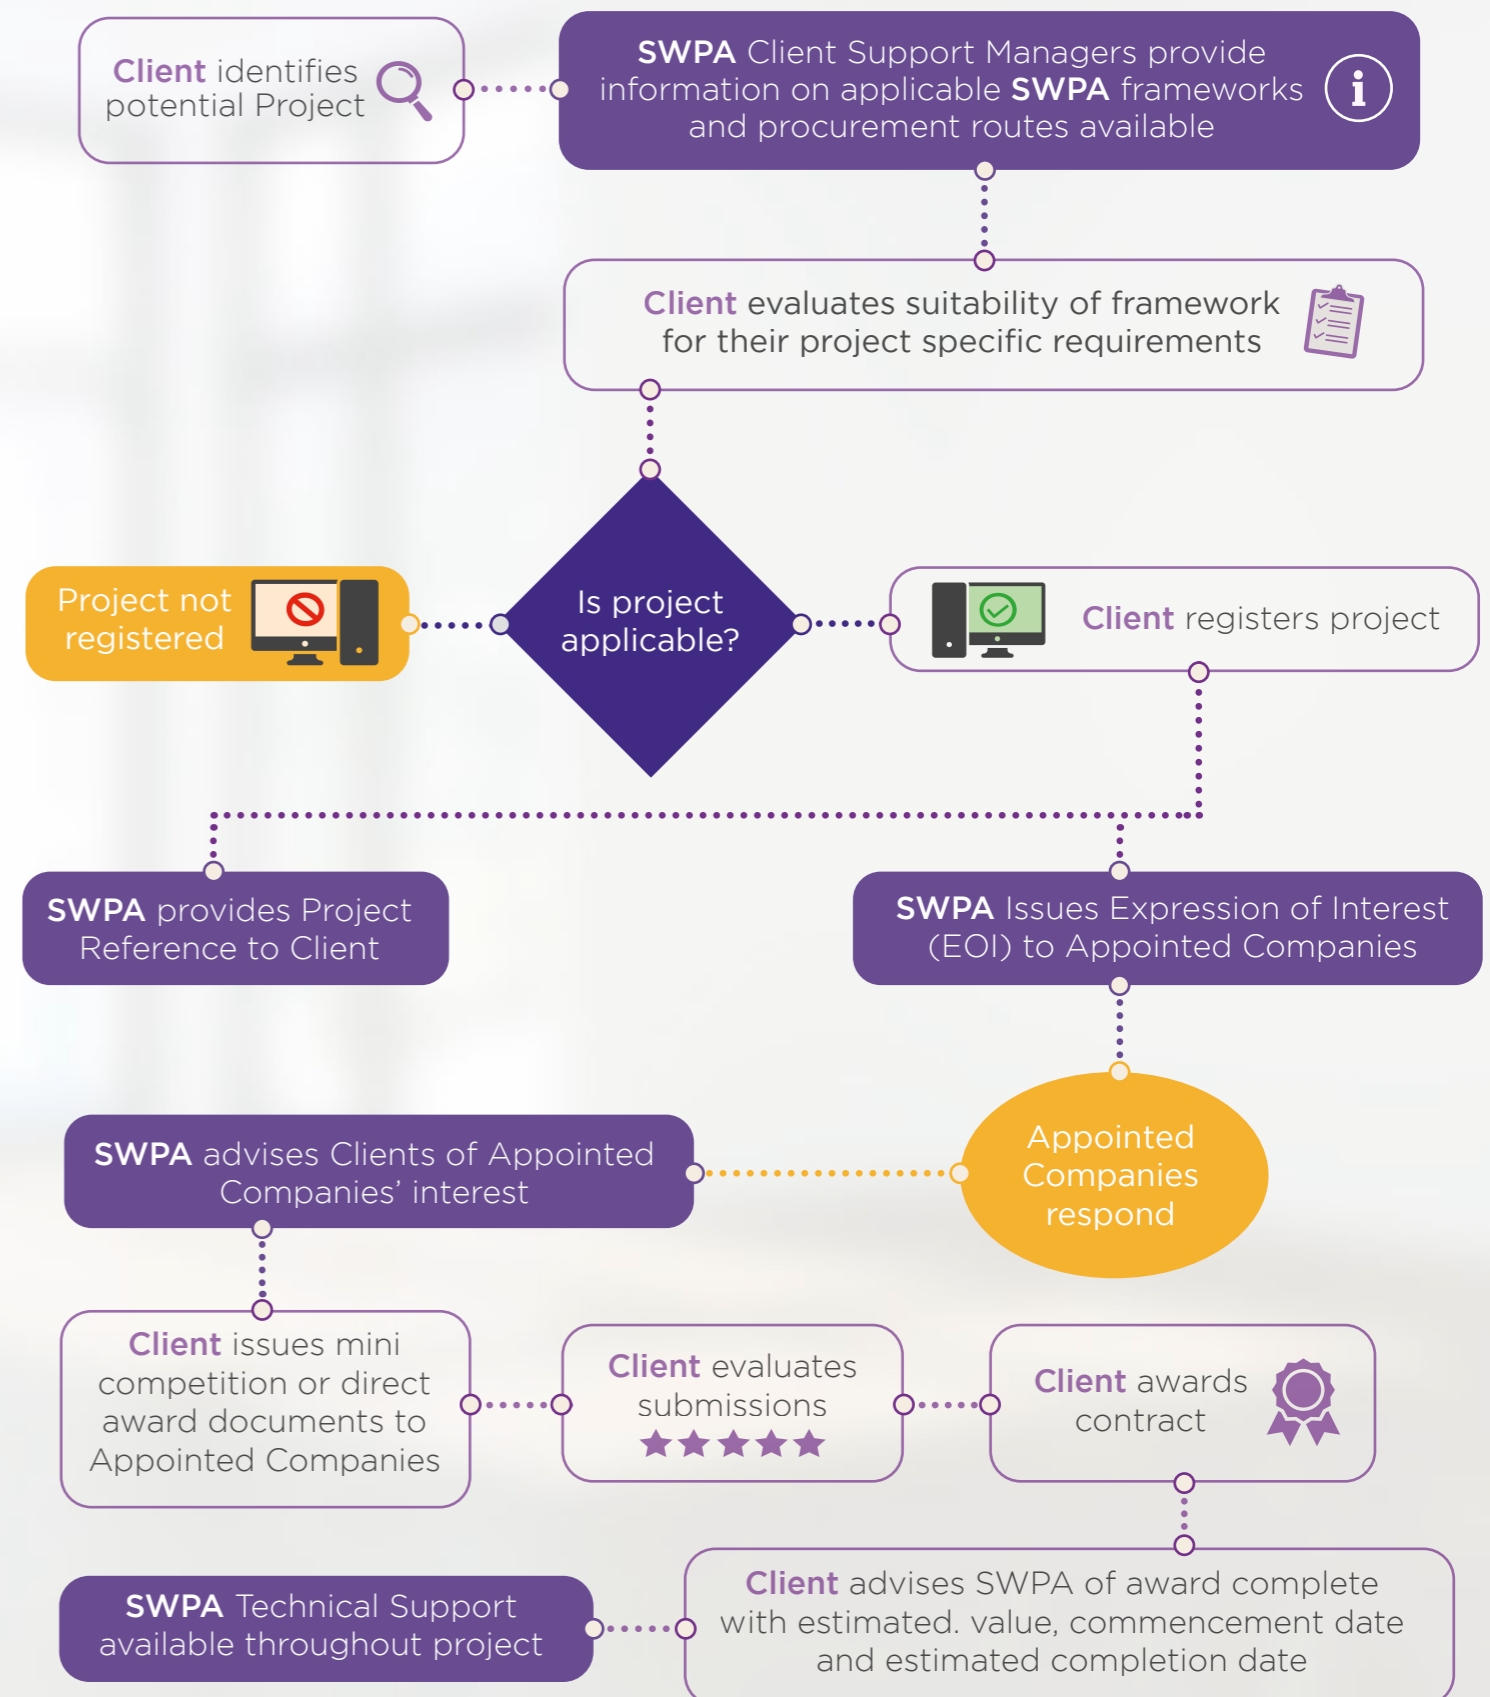 Client identifies
potential Project
SWPA Client Support Managers provide
information on applicable SWPA frameworks
and procurement routes available
i
Client evaluates suitability of framework
for their project specific requirements
Is project
applicable?
Project not
registered
Client registers project
SWPA provides Project
Reference to Client
SWPA Issues Expression of Interest
(EOI) to Appointed Companies
Appointed
Companies
respond
SWPA advises Clients of Appointed
Companies’ interest
Client issues mini
competition or direct
award documents to
Appointed Companies
Client evaluates
submissions
Client awards
contract
Client advises SWPA of award complete
with estimated. value, commencement date
and estimated completion date
SWPA Technical Support
available throughout project